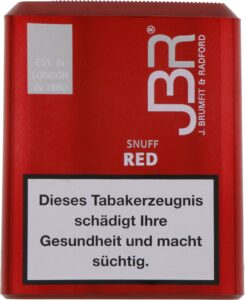 EST. IN
LONDON
IN 1860
JBR®
J. BRUMFIT & RADFORD
SNUFF
RED
Dieses Tabakerzeugnis
schädigt Ihre
Gesundheit und macht
süchtig.